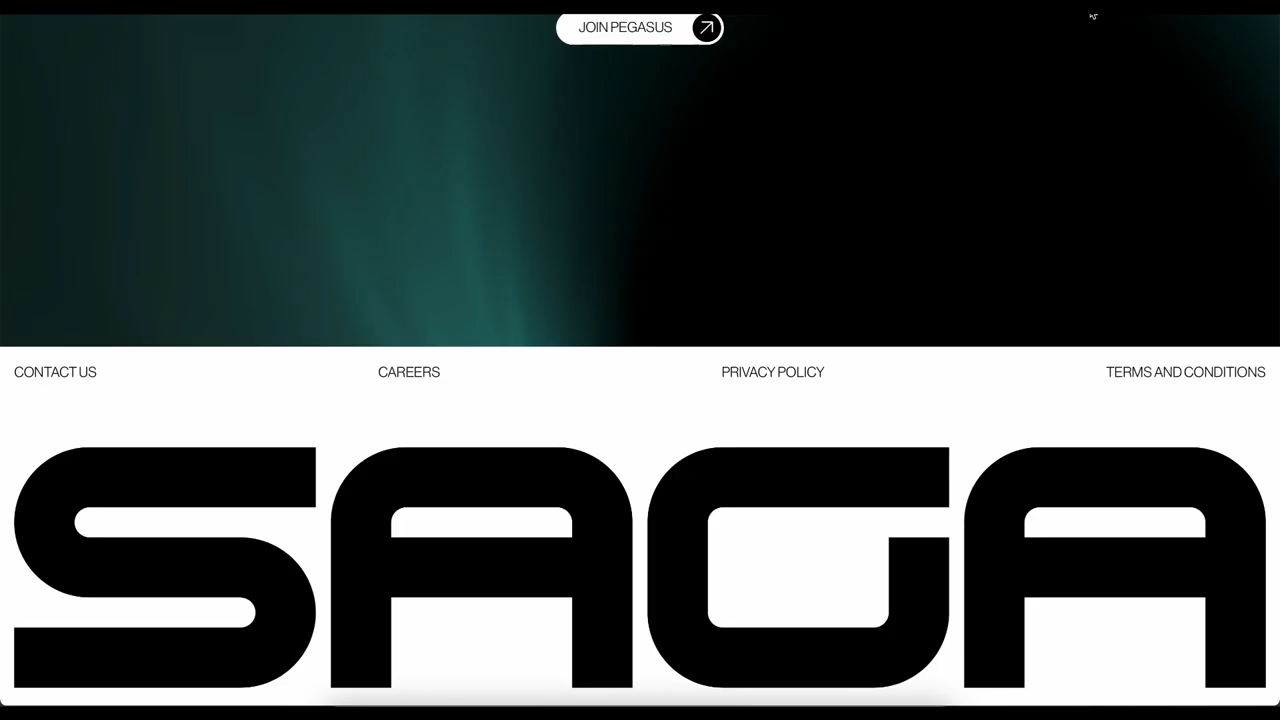 JOIN PEGASUS
CONTACT US
CAREERS
PRIVACY POLICY
TERMS AND CONDITIONS
SAGA